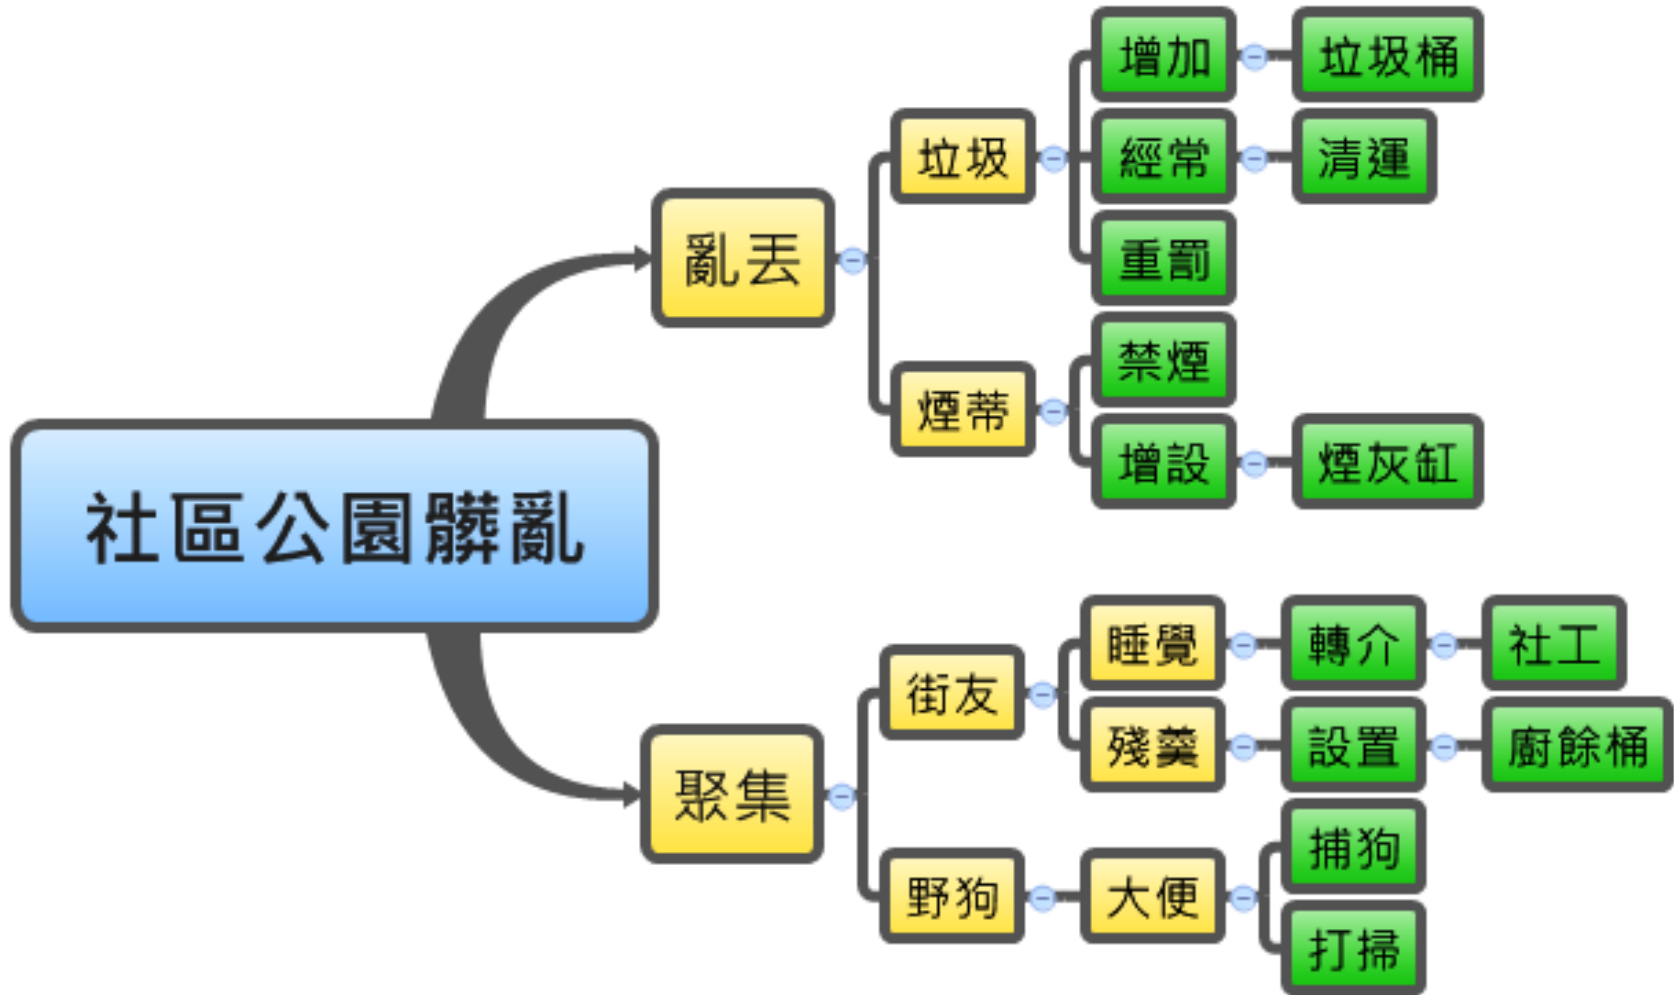 社區公園髒亂
亂丟
垃圾
增加
垃圾桶
經常
清運
重罰
煙蒂
禁煙
增設
煙灰缸
聚集
街友
睡覺
轉介
社工
殘羹
設置
廚餘桶
野狗
大便
捕狗
打掃